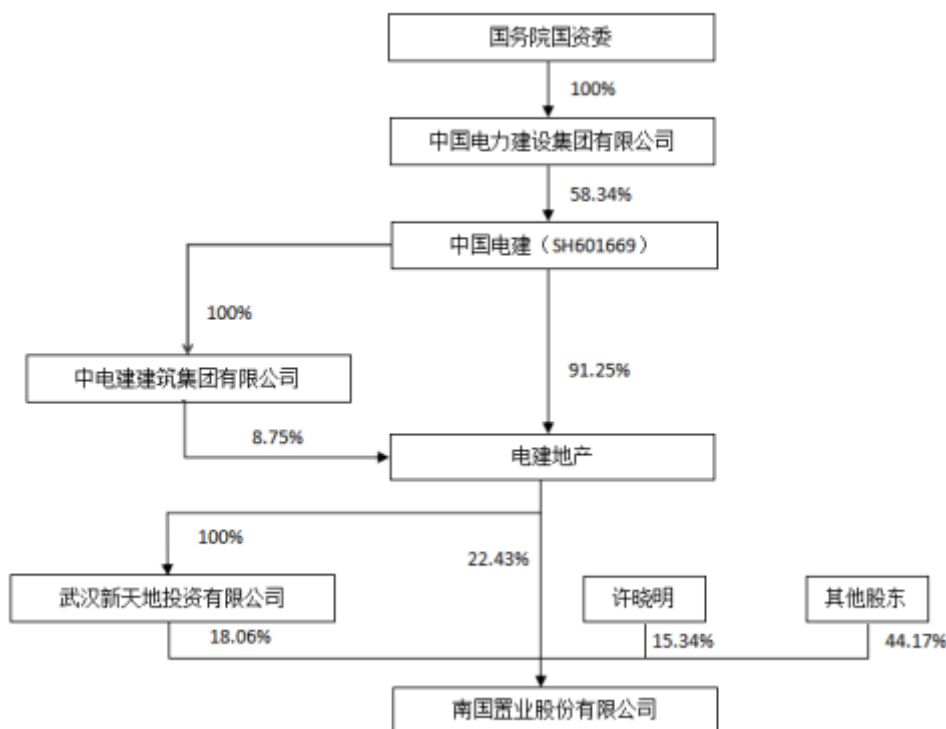 国务院国资委
100%
中国电力建设集团有限公司
58.34%
中国电建（SH601669）
100%
中电建建筑集团有限公司
91.25%
8.75%
电建地产
100%
22.43%
武汉新天地投资有限公司
许晓明
其他股东
18.06%
15.34%
44.17%
南国置业股份有限公司